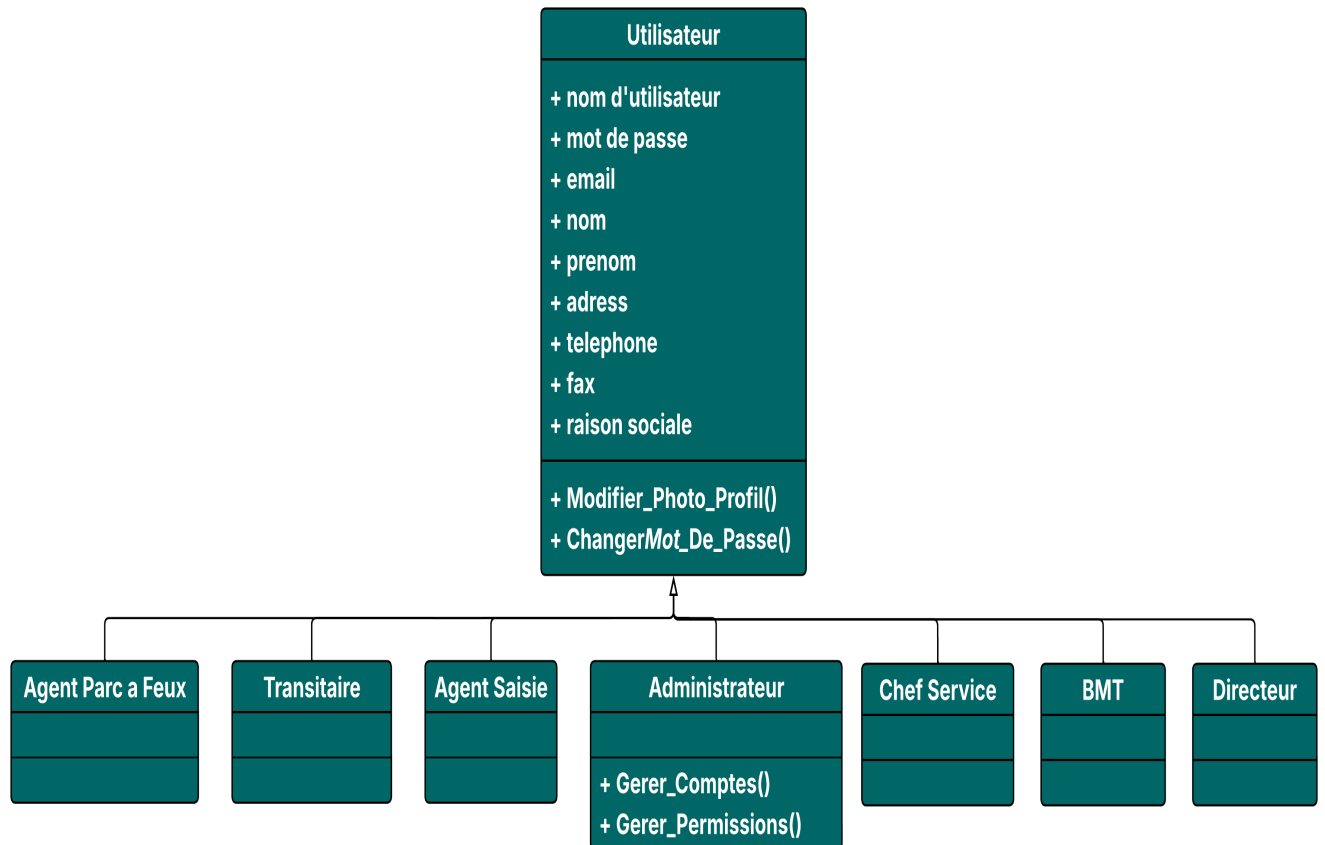 Utilisateur
+ nom d'utilisateur
+ mot de passe
+ email
+ nom
+ prenom
+ adress
+ telephone
+ fax
+ raison sociale
+ Modifier_Photo_Profil()
+ ChangerMot_De_Passe()
Agent Parc a Feux
Transitaire
Agent Saisie
Administrateur
+ Gerer_Comptes()
+ Gerer_Permissions()
Chef Service
BMT
Directeur